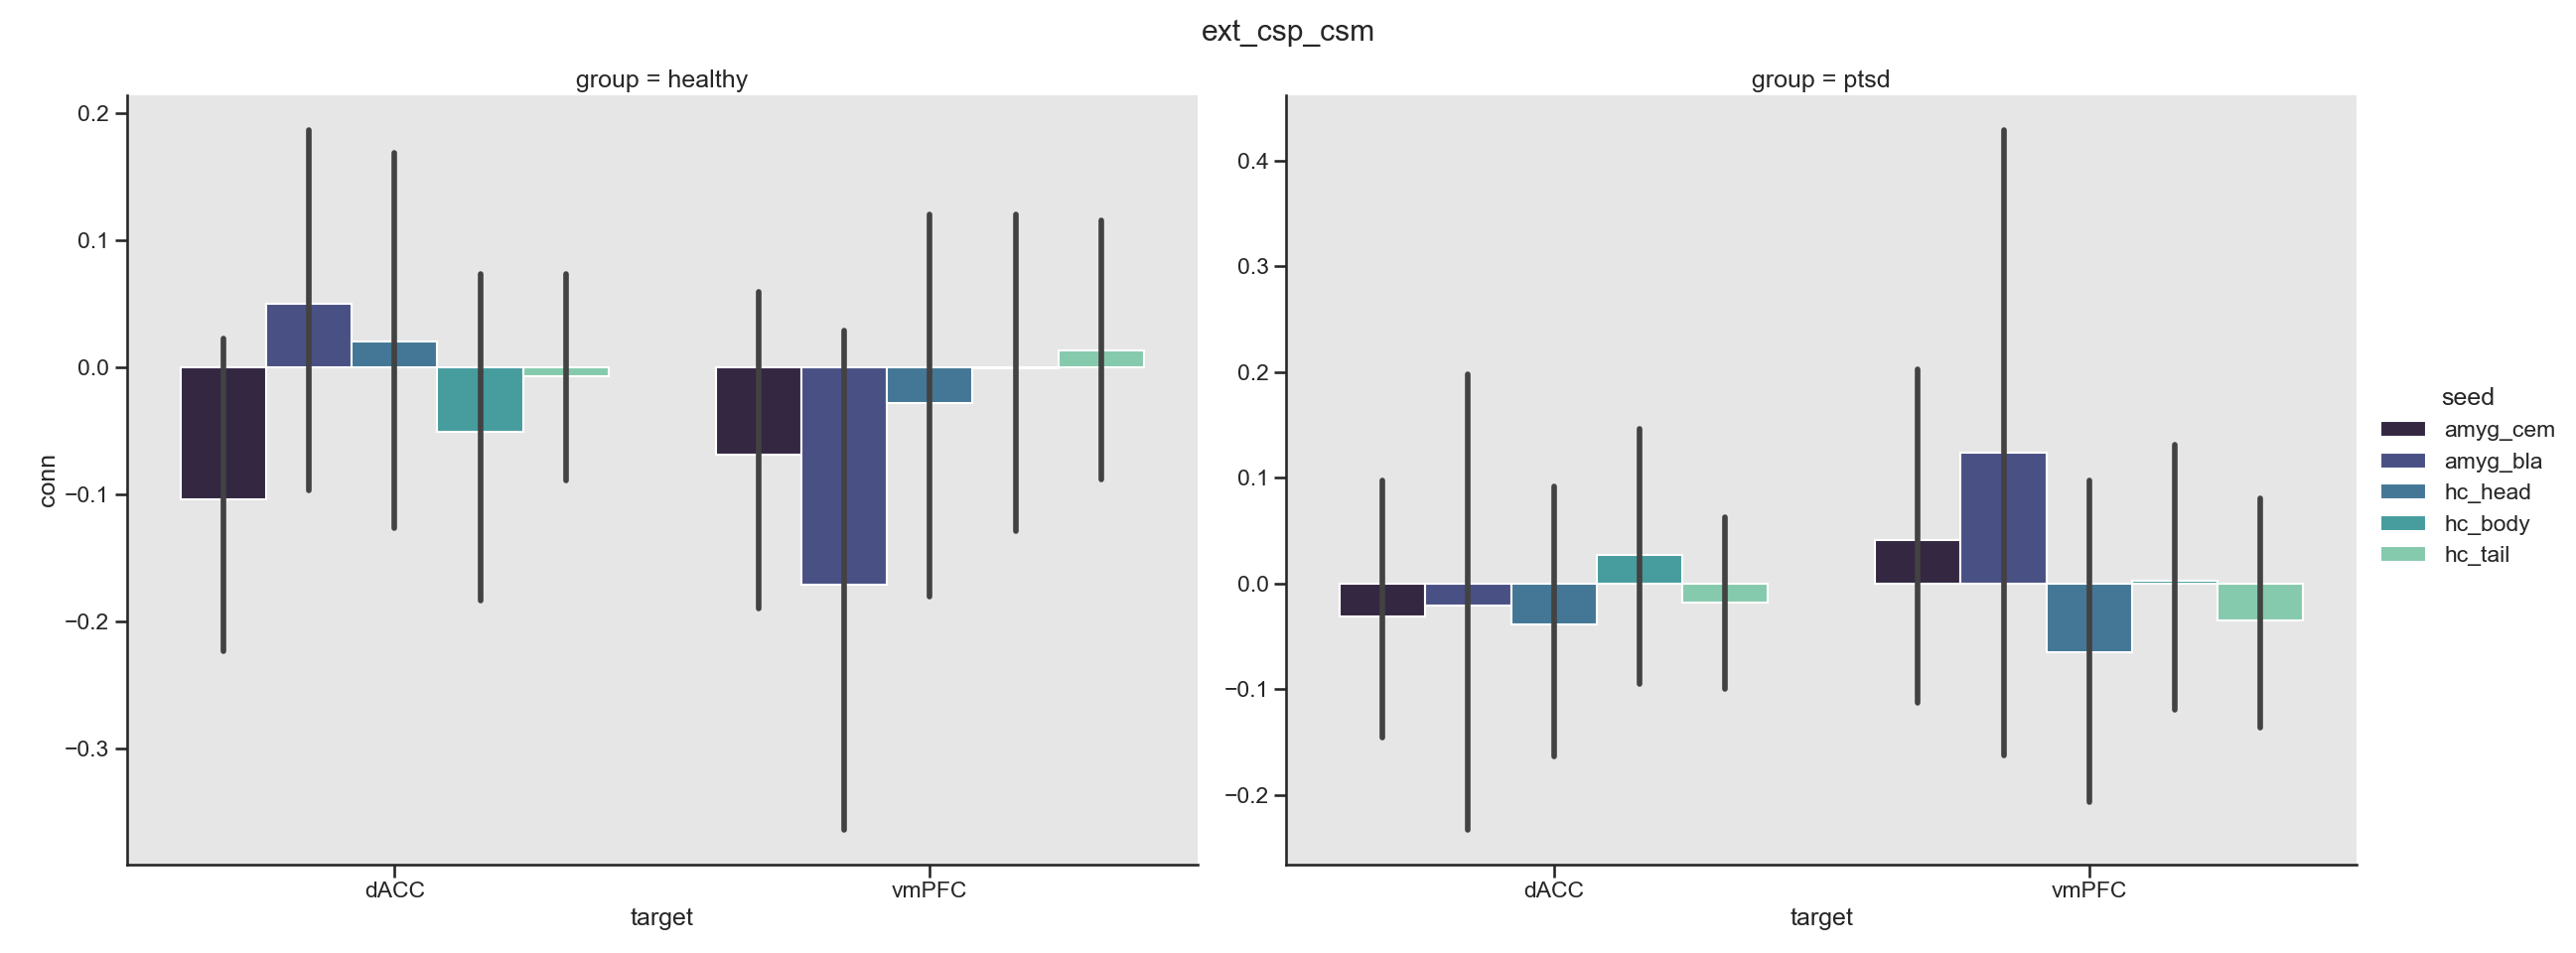 ext_csp_csm
group = healthy
group = ptsd
conn
0.2
0.1
0.0
−0.1
−0.2
−0.3
dACC
vmPFC
target
0.4
0.3
0.2
0.1
0.0
−0.1
−0.2
dACC
vmPFC
target
seed
amyg_cem
amyg_bla
hc_head
hc_body
hc_tail